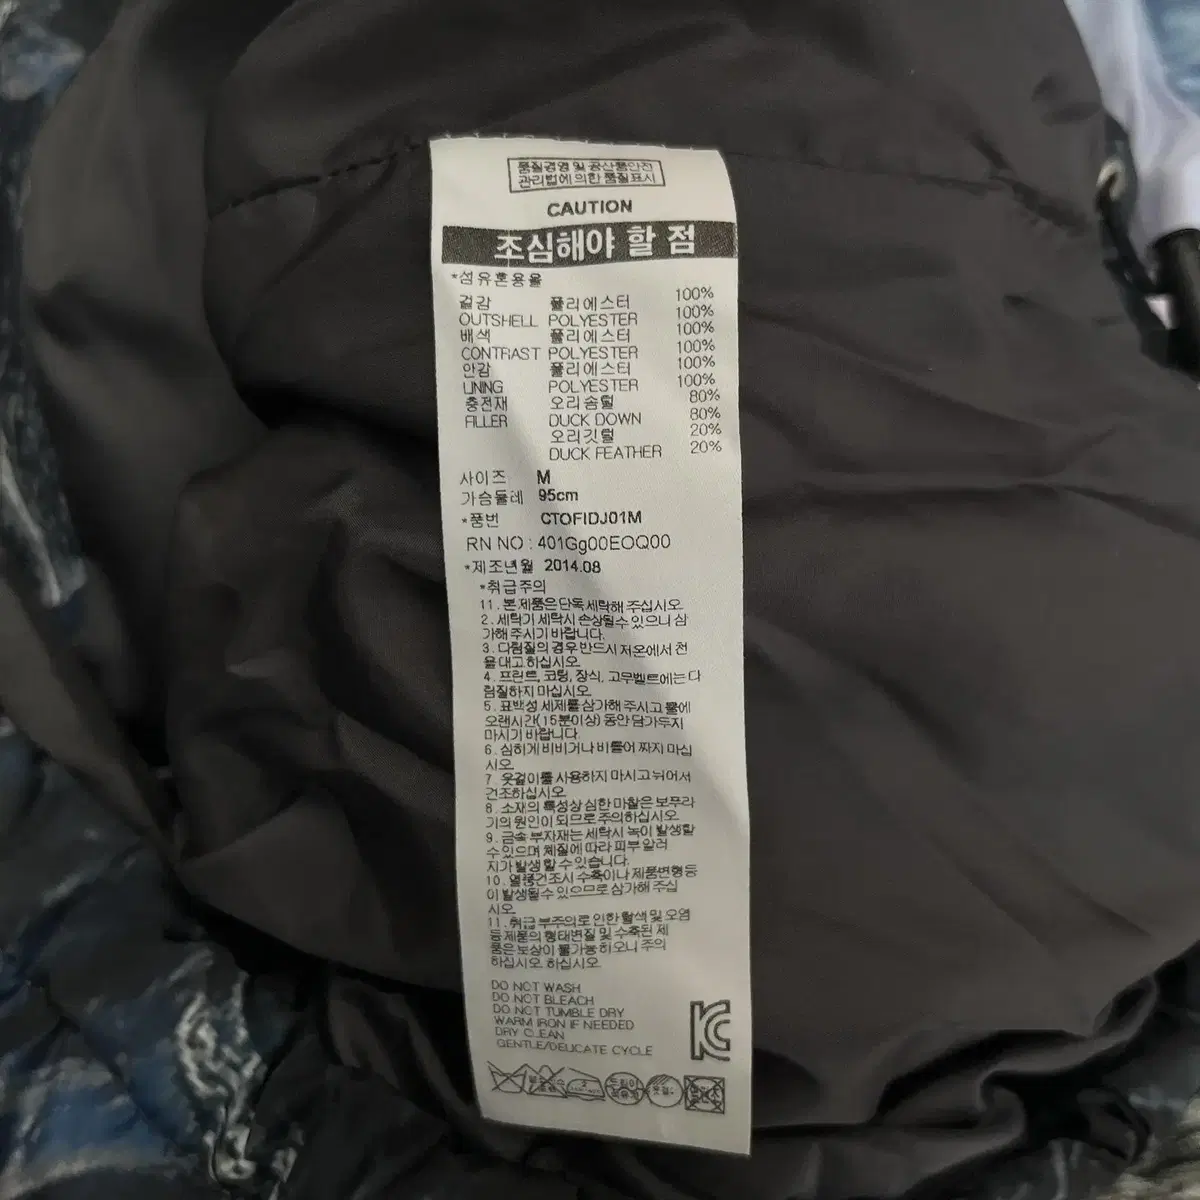 품질경영 및 공산품안전
관리법에 의한 품질표시
CAUTION
조심해야 할 점
*섬유혼용율
겉감 폴리에스터 100%
OUTSHELL POLYESTER 100%
배색 폴리에스터 100%
CONTRAST POLYESTER 100%
안감 폴리에스터 100%
LINING POLYESTER 100%
충전재 오리솜털 80%
FILLER DUCK DOWN 80%
오리깃털 20%
DUCK FEATHER 20%
사이즈 M
가슴둘레 95cm
*품번 CTOFIDJ01M
RN NO : 401Gg00EOQ00
*제조년월 2014.08
*취급주의
11. 본제품은 단독 세탁해 주십시오.
2. 세탁기 세탁시 손상될수 있으니 삼
가해 주시기 바랍니다.
3. 다림질의 경우 반드시 저온에서 천
을 대고 하십시오.
4. 프린트, 코팅, 장식, 고무벨트에는 다
림질하지 마십시오.
5. 표백성 세제를 삼가해 주시고 물에
오랜시간(15분이상) 동안 담가두지
마시기 바랍니다.
6. 심하게 비비거나 비틀어 짜지 마십
시오.
7. 옷걸이를 사용하지 마시고 뉘어서
건조하십시오.
8. 소재의 특성상 심한 마찰은 보푸라
기의 원인이 되므로 주의하십시오.
9. 금속 부자재는 세탁시 녹이 발생할
수 있으며 체질에 따라 피부 알러
지가 발생할 수 있습니다.
10. 열풍건조시 수축이나 제품변형등
이 발생될수 있으므로 삼가해 주십
시오.
11. 취급 부주의로 인한 탈색 및 오염
등 제품의 형태변질 및 수축된 제
품은 보상이 불가능 하오니 주의
하십시오. 하십시오.
DO NOT WASH
DO NOT BLEACH
DO NOT TUMBLE DRY
WARM IRON IF NEEDED
DRY CLEAN
GENTLE/DELICATE CYCLE